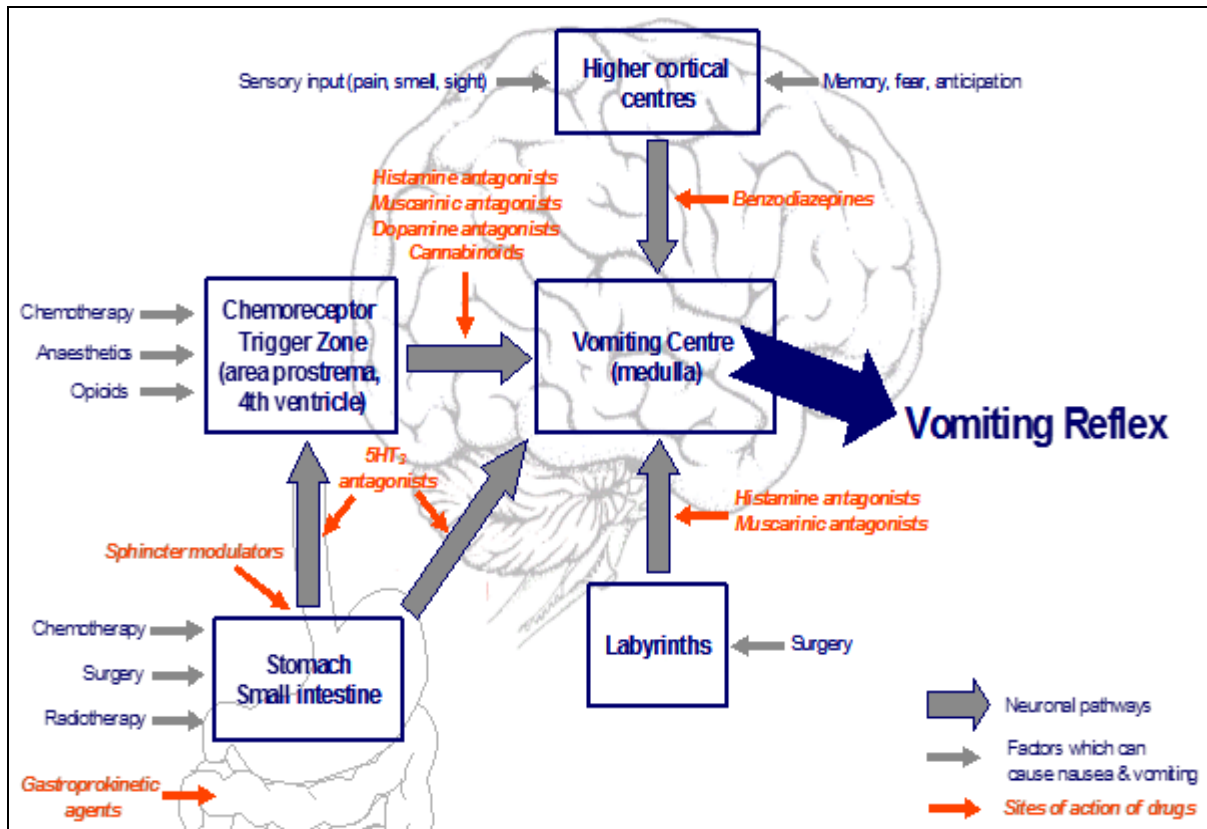 Higher cortical
centres
Sensory input (pain, smell, sight)
Memory, fear, anticipation
Histamine antagonists
Muscarinic antagonists
Dopamine antagonists
Cannabinoids
Benzodiazepines
Chemotherapy
Anaesthetics
Opioids
Chemoreceptor
Trigger Zone
(area prostrema,
4th ventricle)
Vomiting Centre
(medulla)
Vomiting Reflex
5HT₃
antagonists
Histamine antagonists
Muscarinic antagonists
Sphincter modulators
Chemotherapy
Surgery
Radiotherapy
Stomach
Small intestine
Labyrinths
Surgery
Gastroprokinetic
agents
Neuronal pathways
Factors which can
cause nausea & vomiting
Sites of action of drugs